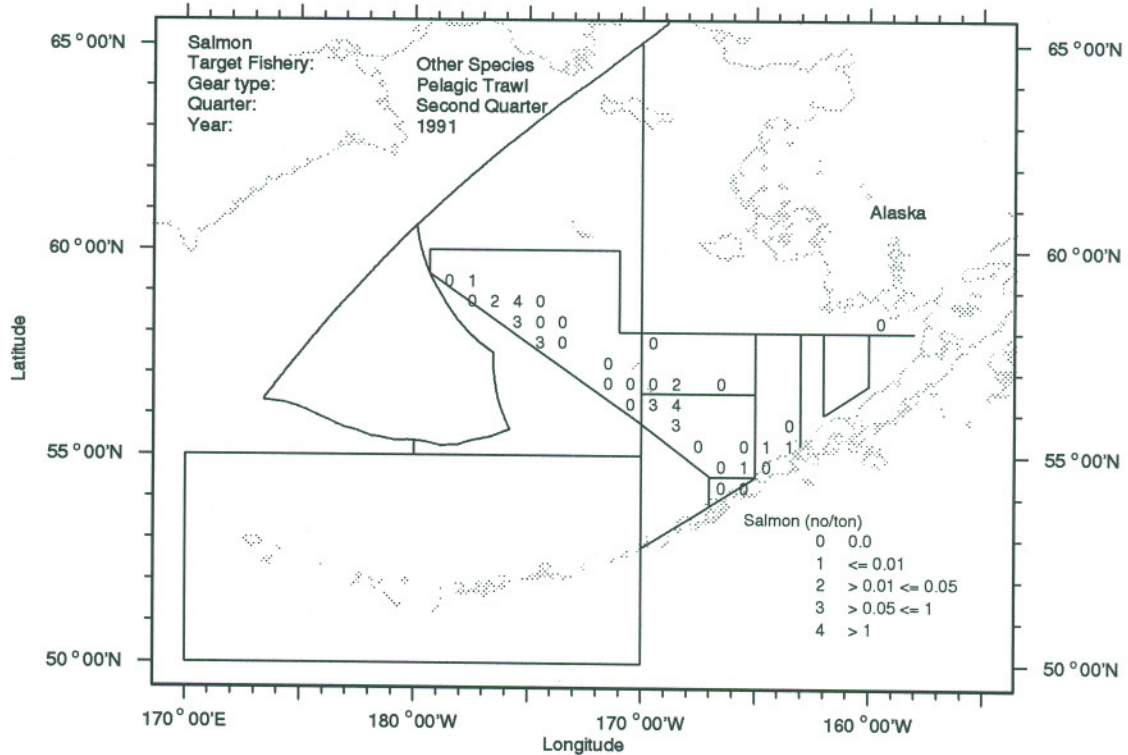 65 °00'N
65 °00'N
Salmon
Target Fishery: Other Species
Gear type: Pelagic Trawl
Quarter: Second Quarter
Year: 1991
Alaska
60 °00'N
60 °00'N
0 1
0 2 4 0
3 0 0
0
3 0
0
0
0 0 0 2 0
0 3 4
3
0
0 0 1 1
0 1 0
0 0
Latitude
55 °00'N
55 °00'N
Salmon (no/ton)
0 0.0
1 <= 0.01
2 > 0.01 <= 0.05
3 > 0.05 <= 1
4 > 1
50 °00'N
50 °00'N
170 °00'E
180 °00'W
170 °00'W
160 °00'W
Longitude